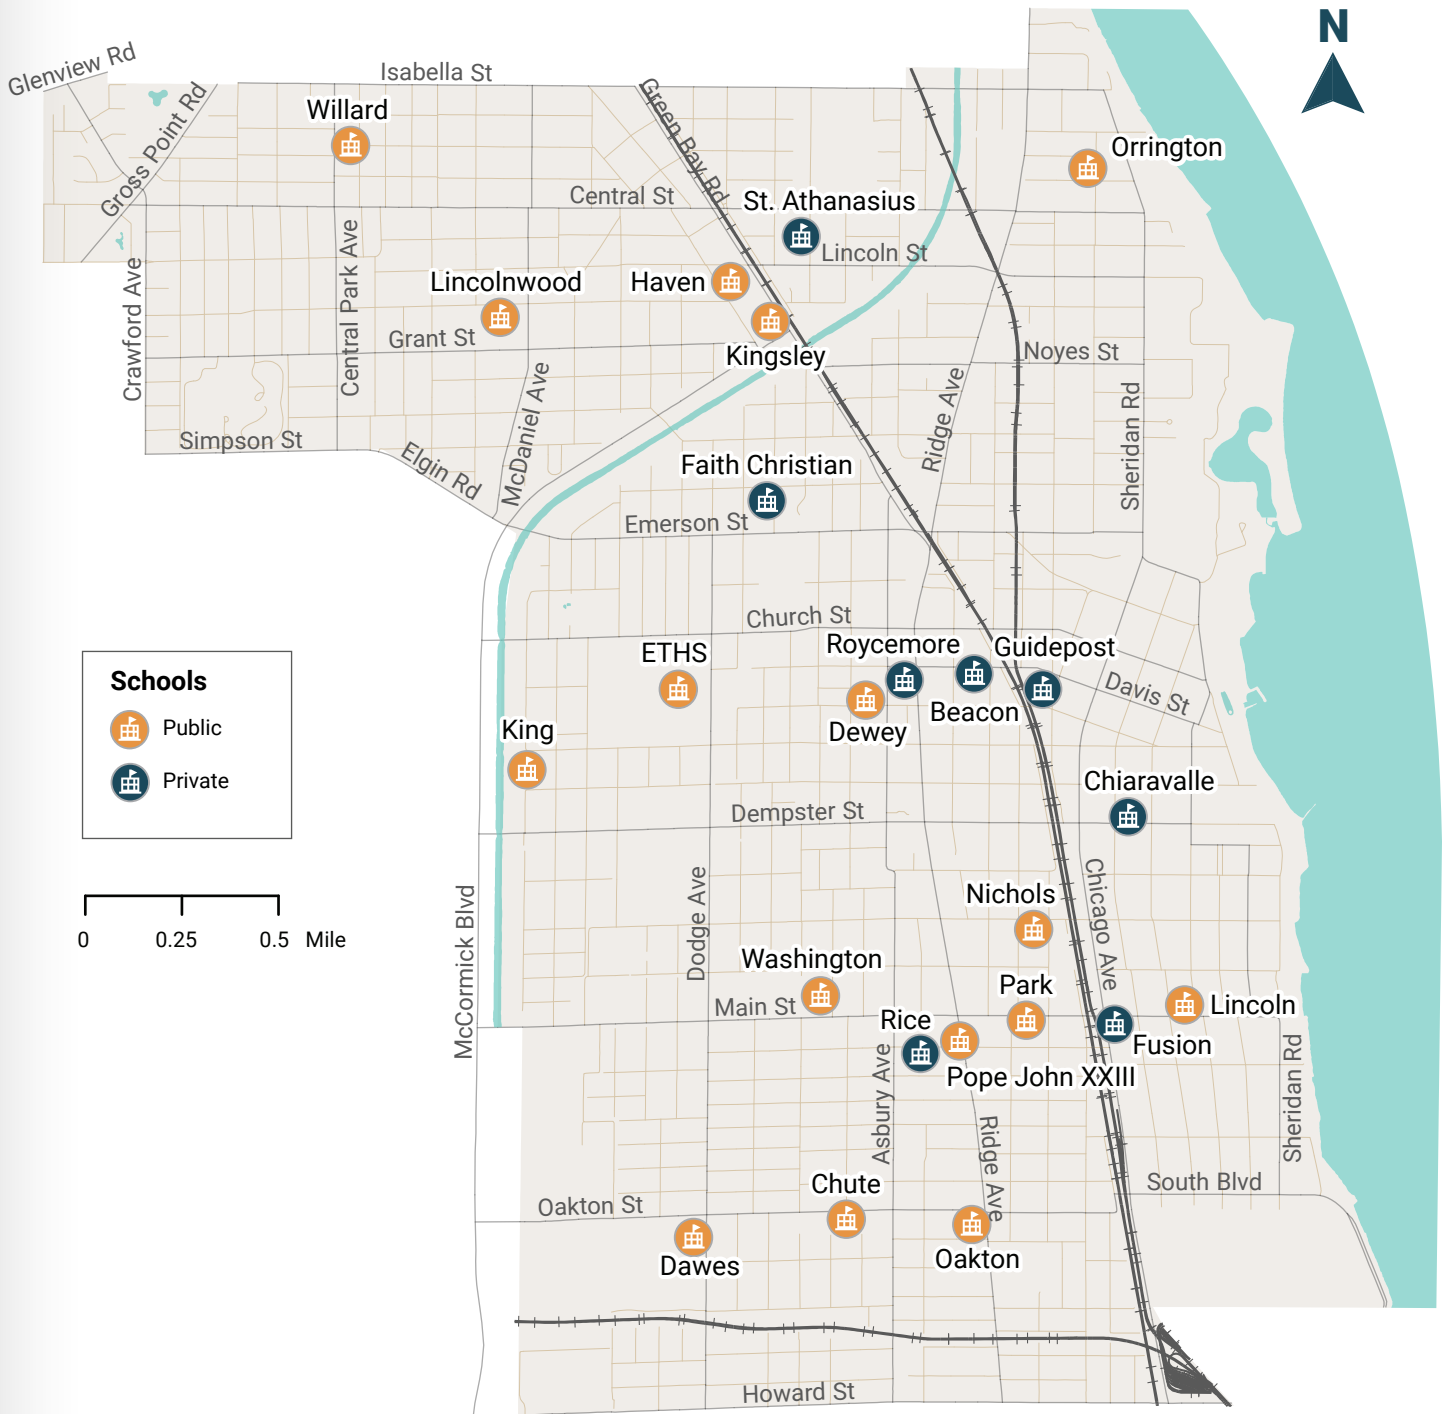 N
Glenview Rd
Isabella St
Gross Point Rd
Willard
Green Bay Rd
Orrington
Central St
St. Athanasius
Lincoln St
Crawford Ave
Central Park Ave
Lincolnwood
Haven
Grant St
Kingsley
Noyes St
McDaniel Ave
Ridge Ave
Sheridan Rd
Simpson St
Elgin Rd
Faith Christian
Emerson St
Church St
ETHS
Roycemore
Guidepost
Beacon
Dewey
Davis St
King
Schools
Public
Private
Dempster St
Chiaravalle
0 0.25 0.5 Mile
McCormick Blvd
Dodge Ave
Nichols
Chicago Ave
Washington
Main St
Park
Lincoln
Rice
Fusion
Pope John XXIII
Asbury Ave
Ridge Ave
Sheridan Rd
Chute
South Blvd
Oakton St
Dawes
Oakton
Howard St